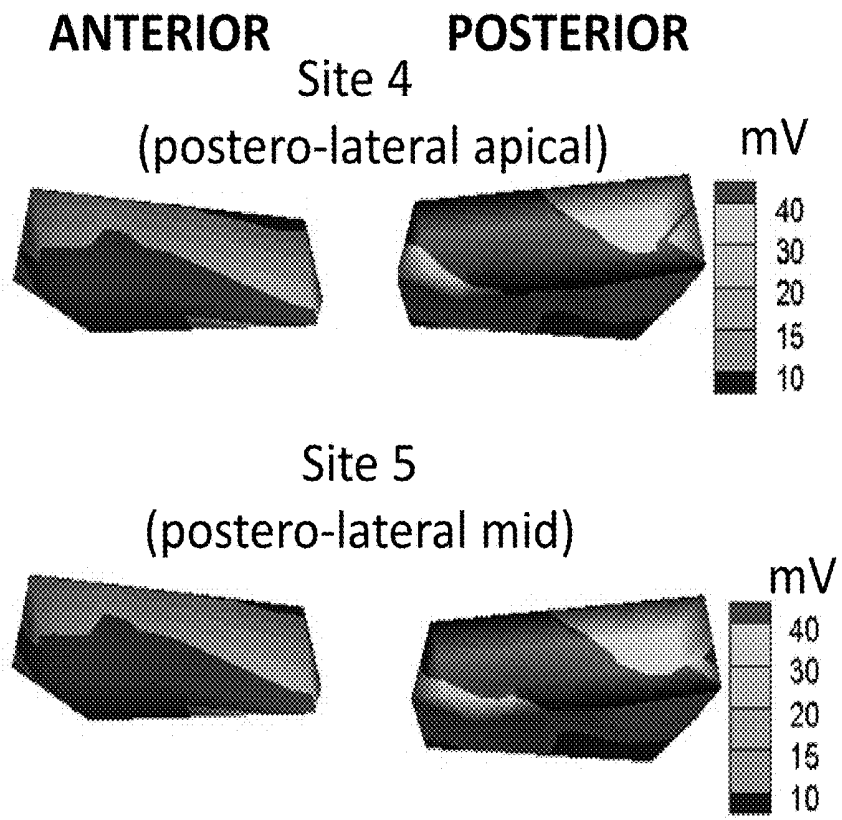 ANTERIOR POSTERIOR
Site 4
(postero-lateral apical)
mV
40
30
20
15
10
Site 5
(postero-lateral mid)
mV
40
30
20
15
10